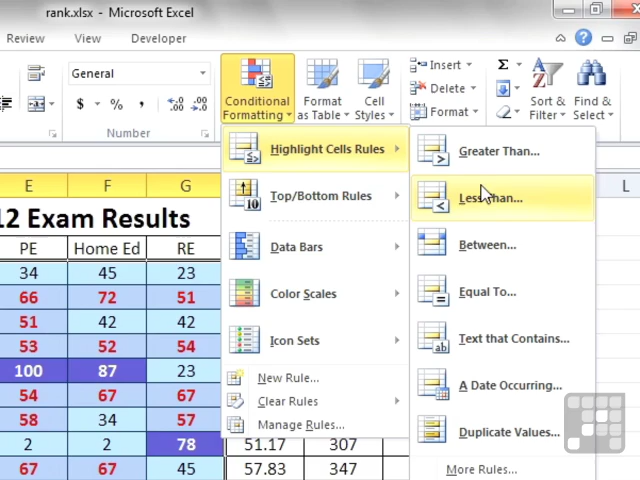 rank.xlsx - Microsoft Excel
Review View Developer
General
$ % ,
Number
Conditional Formatting
Format as Table
Cell Styles
Insert
Delete
Format
Σ
Sort & Filter
Find & Select
Highlight Cells Rules
Top/Bottom Rules
Data Bars
Color Scales
Icon Sets
New Rule...
Clear Rules
Manage Rules...
Greater Than...
Less Than...
Between...
Equal To...
Text that Contains...
A Date Occurring...
Duplicate Values...
More Rules...
E F G L
12 Exam Results
PE Home Ed RE
34 45 23
66 72 51
51 42 42
53 52 54
100 87 23
54 67 67
58 34 57
2 2 78 51.17 307
67 67 45 57.83 347